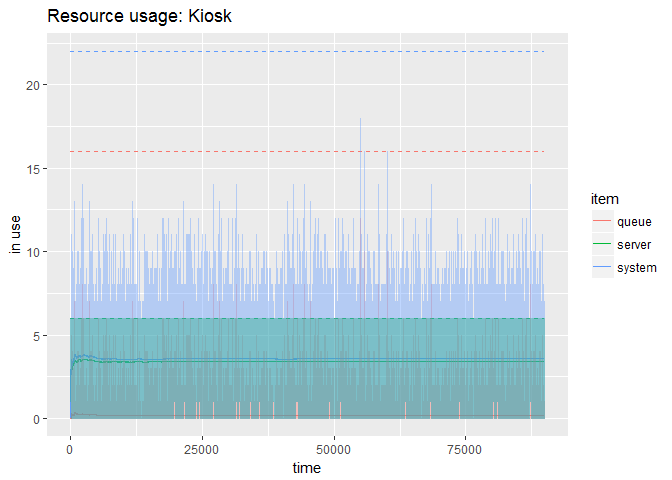 Resource usage: Kiosk
20
15
10
5
0
in use
0
25000
50000
75000
time
item
queue
server
system